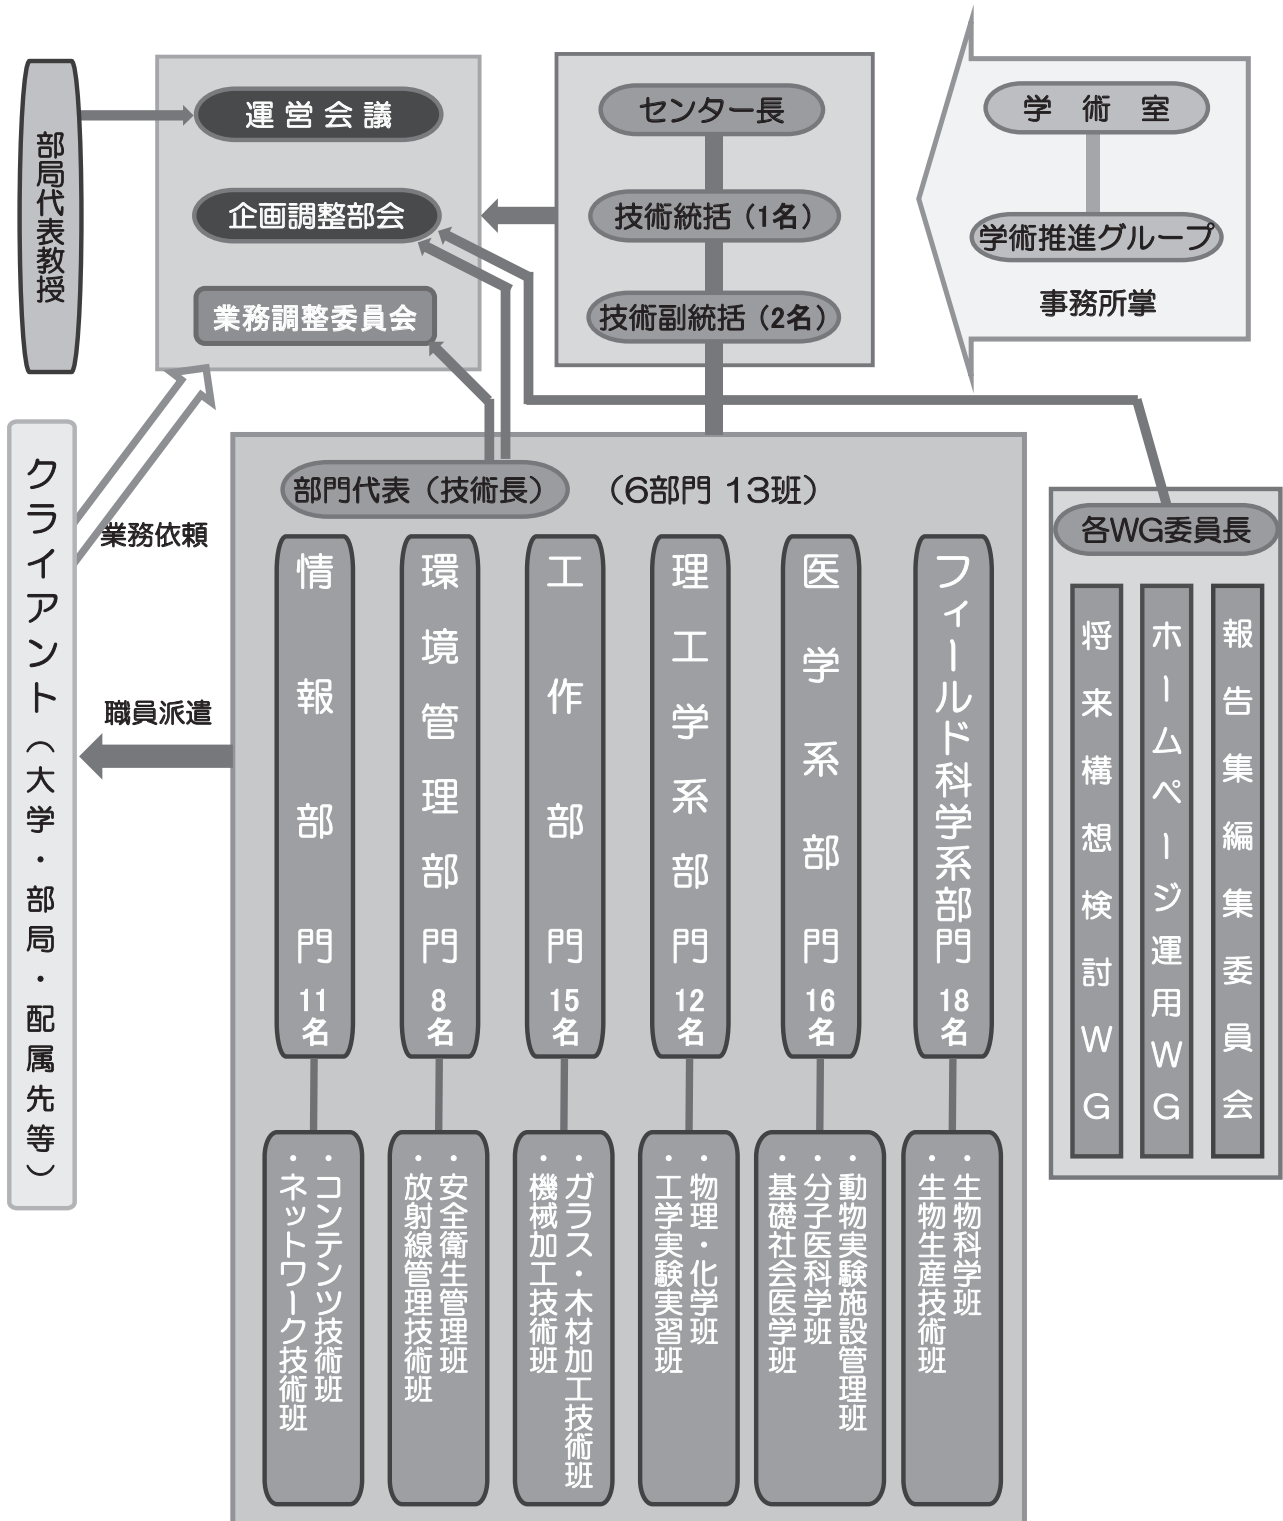 部局代表教授
運営会議
企画調整部会
業務調整委員会
センター長
技術統括（1名）
技術副統括（2名）
学術室
学術推進グループ
事務所掌
クライアント（大学・部局・配属先等）
業務依頼
職員派遣
部門代表（技術長）
（6部門 13班）
情報部門
11名
環境管理部門
8名
工作部門
15名
理工学系部門
12名
医学系部門
16名
フィールド科学系部門
18名
・コンテンツ技術班
・ネットワーク技術班
・安全衛生管理班
・放射線管理技術班
・ガラス・木材加工技術班
・機械加工技術班
・物理・化学班
・工学実験実習班
・動物実験施設管理班
・分子医科学班
・基礎社会医学班
・生物科学班
・生物生産技術班
各WG委員長
将来構想検討WG
ホームページ運用WG
報告集編集委員会